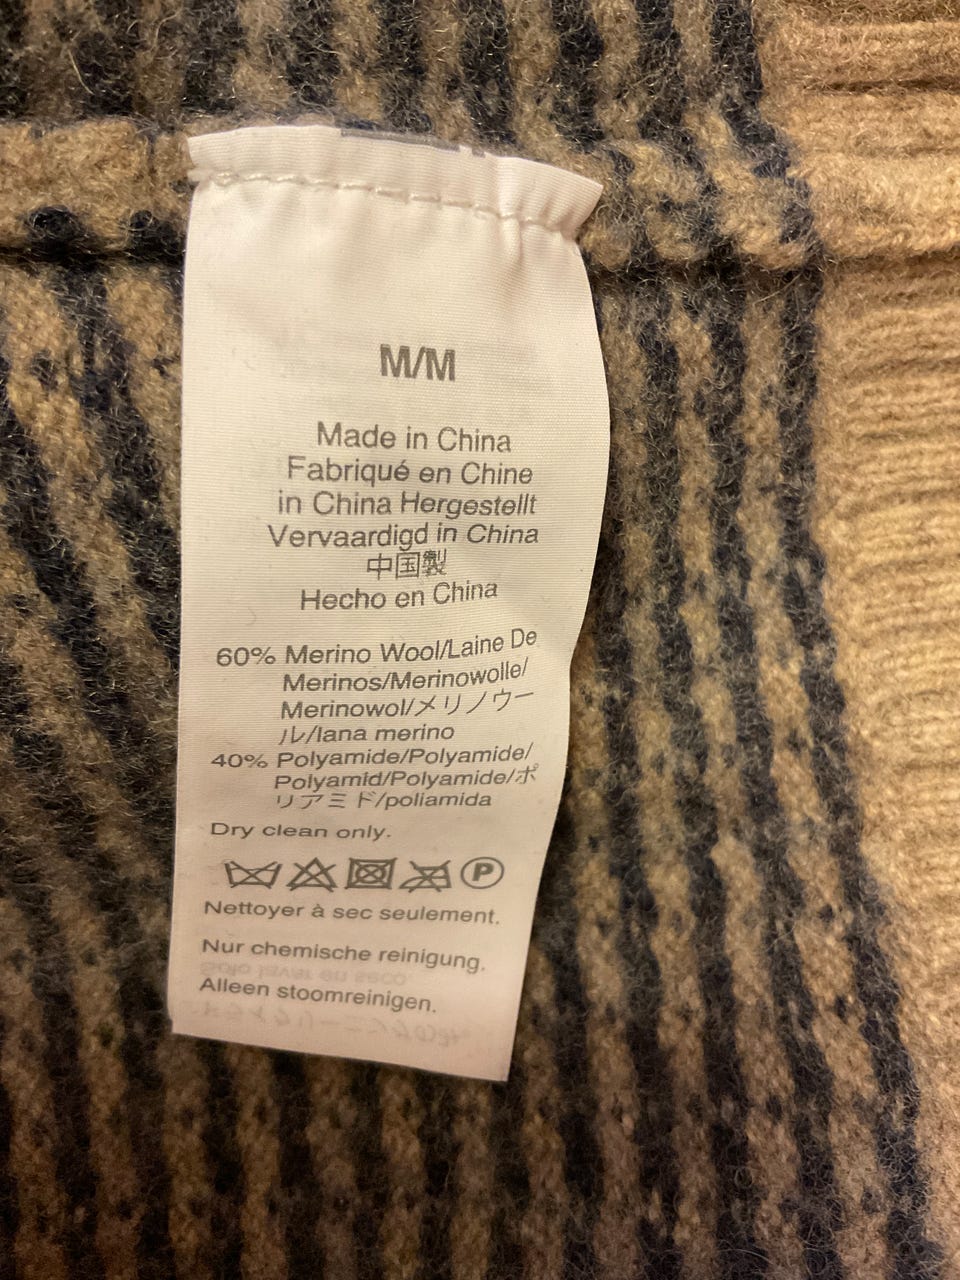 M/M
Made in China
Fabriqué en Chine
in China Hergestellt
Vervaardigd in China
中国製
Hecho en China
60% Merino Wool/Laine De
Merinos/Merinowolle/
Merinowol/メリノウー
ル/lana merino
40% Polyamide/Polyamide/
Polyamid/Polyamide/ポ
リアミド/poliamida
Dry clean only.
P
Nettoyer à sec seulement.
Nur chemische reinigung.
Alleen stoomreinigen.